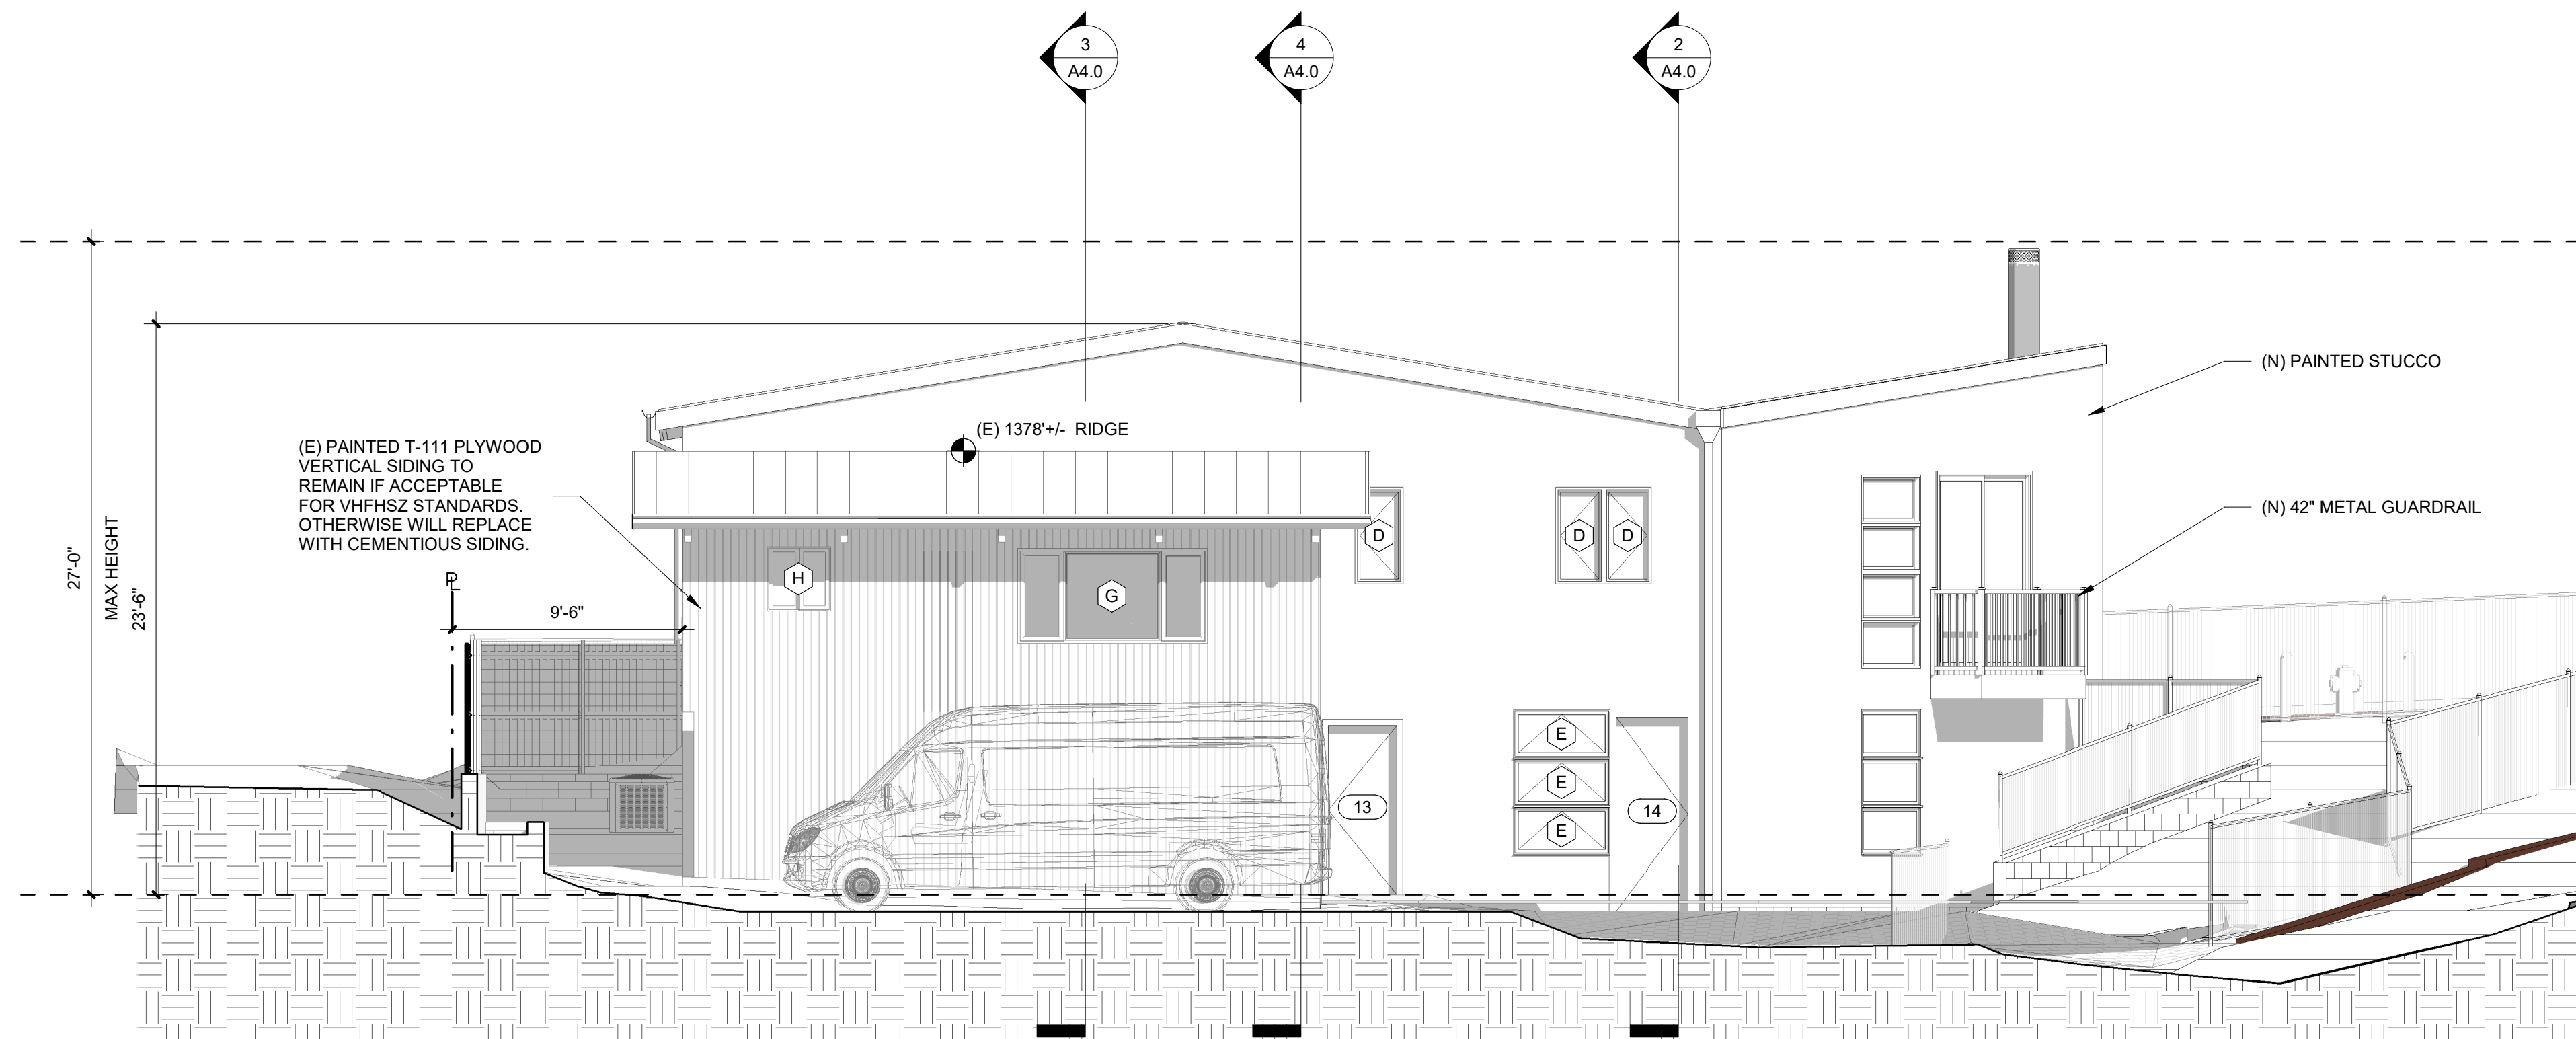 3
A4.0
4
A4.0
2
A4.0
(N) PAINTED STUCCO
(E) 1378'+/- RIDGE
(E) PAINTED T-111 PLYWOOD
VERTICAL SIDING TO
REMAIN IF ACCEPTABLE
FOR VHFHSZ STANDARDS.
OTHERWISE WILL REPLACE
WITH CEMENTIOUS SIDING.
(N) 42" METAL GUARDRAIL
27'-0"
MAX HEIGHT
23'-6"
PL
9'-6"
H
G
D
D
D
E
E
E
13
14